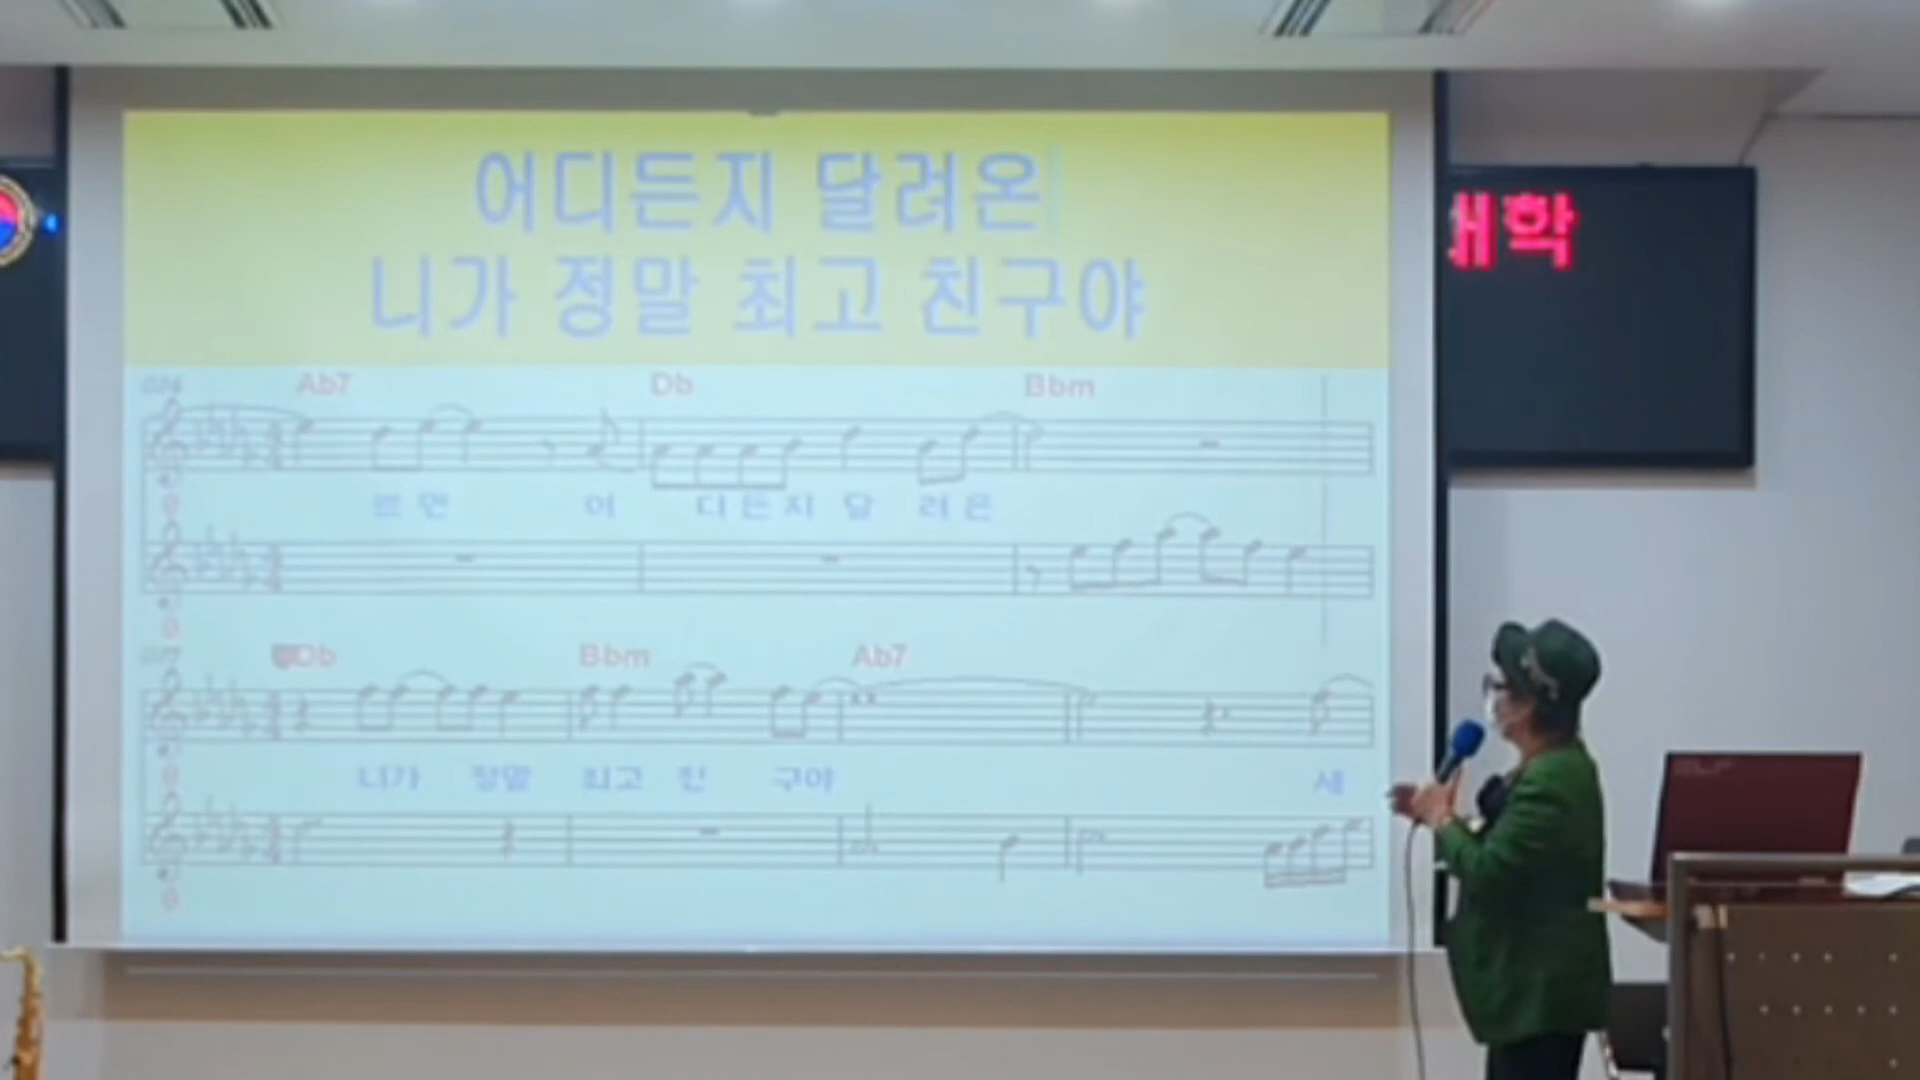 어디든지 달려온
니가 정말 최고 친구야
대학
Ab7 Db Bbm
르면 어 디든지 달 려온
Db Bbm Ab7
니가 정말 최고 친 구야 세